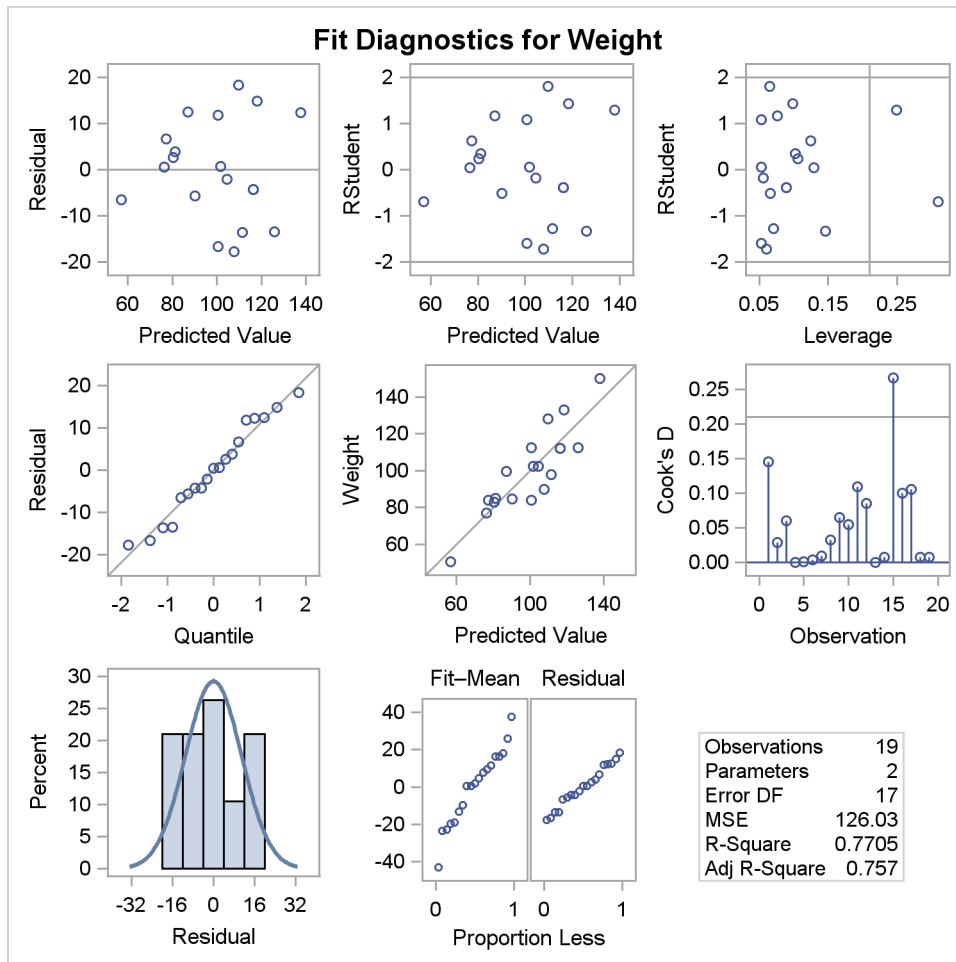 Fit Diagnostics for Weight
20
10
0
-10
-20
Residual
60 80 100 120 140
Predicted Value
2
1
0
-1
-2
RStudent
60 80 100 120 140
Predicted Value
2
1
0
-1
-2
RStudent
0.05 0.15 0.25
Leverage
20
10
0
-10
-20
Residual
-2 -1 0 1 2
Quantile
140
120
100
80
60
Weight
60 100 140
Predicted Value
0.25
0.20
0.15
0.10
0.05
0.00
Cook's D
0 5 10 15 20
Observation
30
25
20
15
10
5
0
Percent
-32 -16 0 16 32
Residual
Fit–Mean Residual
40
20
0
-20
-40
0 1 0 1
Proportion Less
Observations 19
Parameters 2
Error DF 17
MSE 126.03
R-Square 0.7705
Adj R-Square 0.757